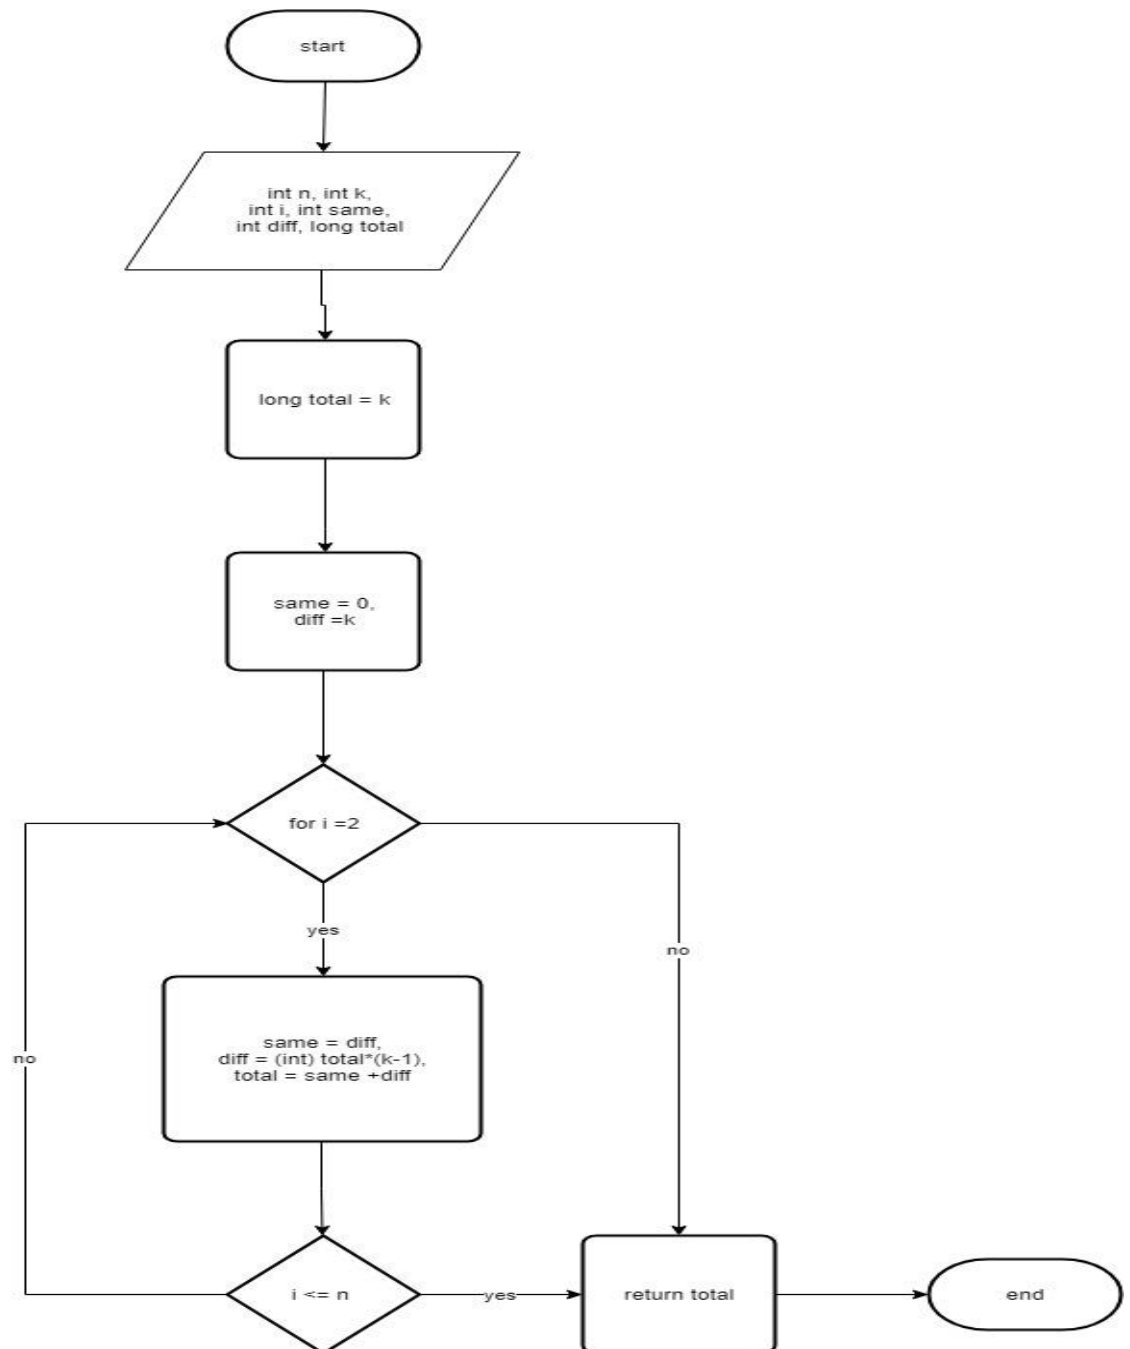 start
int n, int k,
int i, int same,
int diff, long total
long total = k
same = 0,
diff =k
for i =2
yes
no
same = diff,
diff = (int) total*(k-1),
total = same +diff
no
i <= n
yes
return total
end